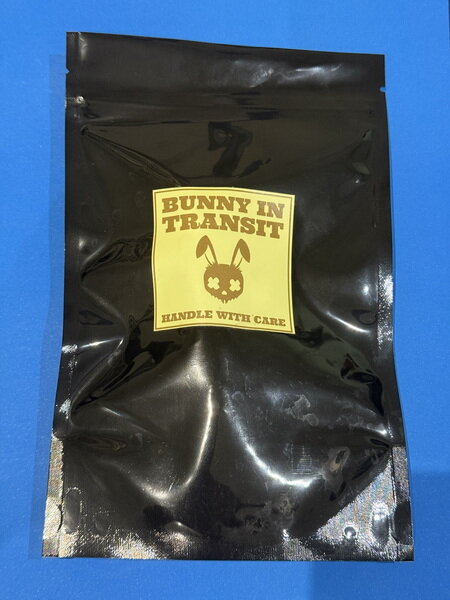 BUNNY IN
TRANSIT
HANDLE WITH CARE